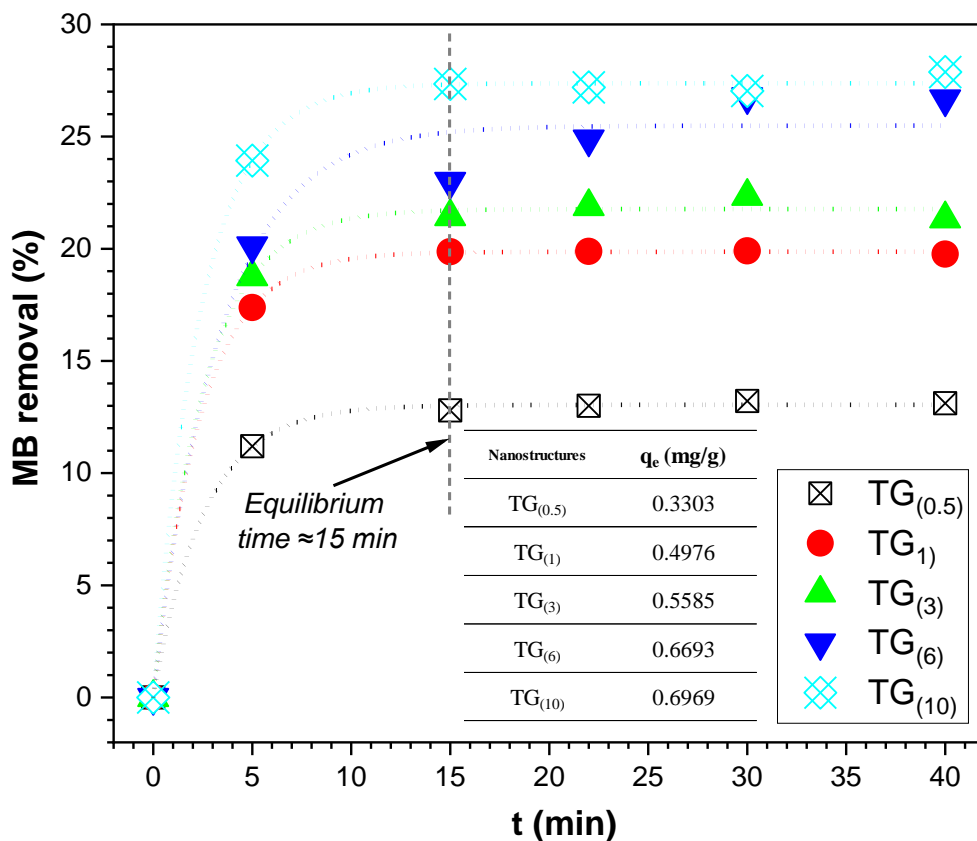 MB removal (%)
30
25
20
15
10
5
0
0 5 10 15 20 25 30 35 40
t (min)
Equilibrium
time ≈15 min
Nanostructures qe (mg/g)
TG(0.5) 0.3303
TG(1) 0.4976
TG(3) 0.5585
TG(6) 0.6693
TG(10) 0.6969
TG(0.5)
TG1)
TG(3)
TG(6)
TG(10)